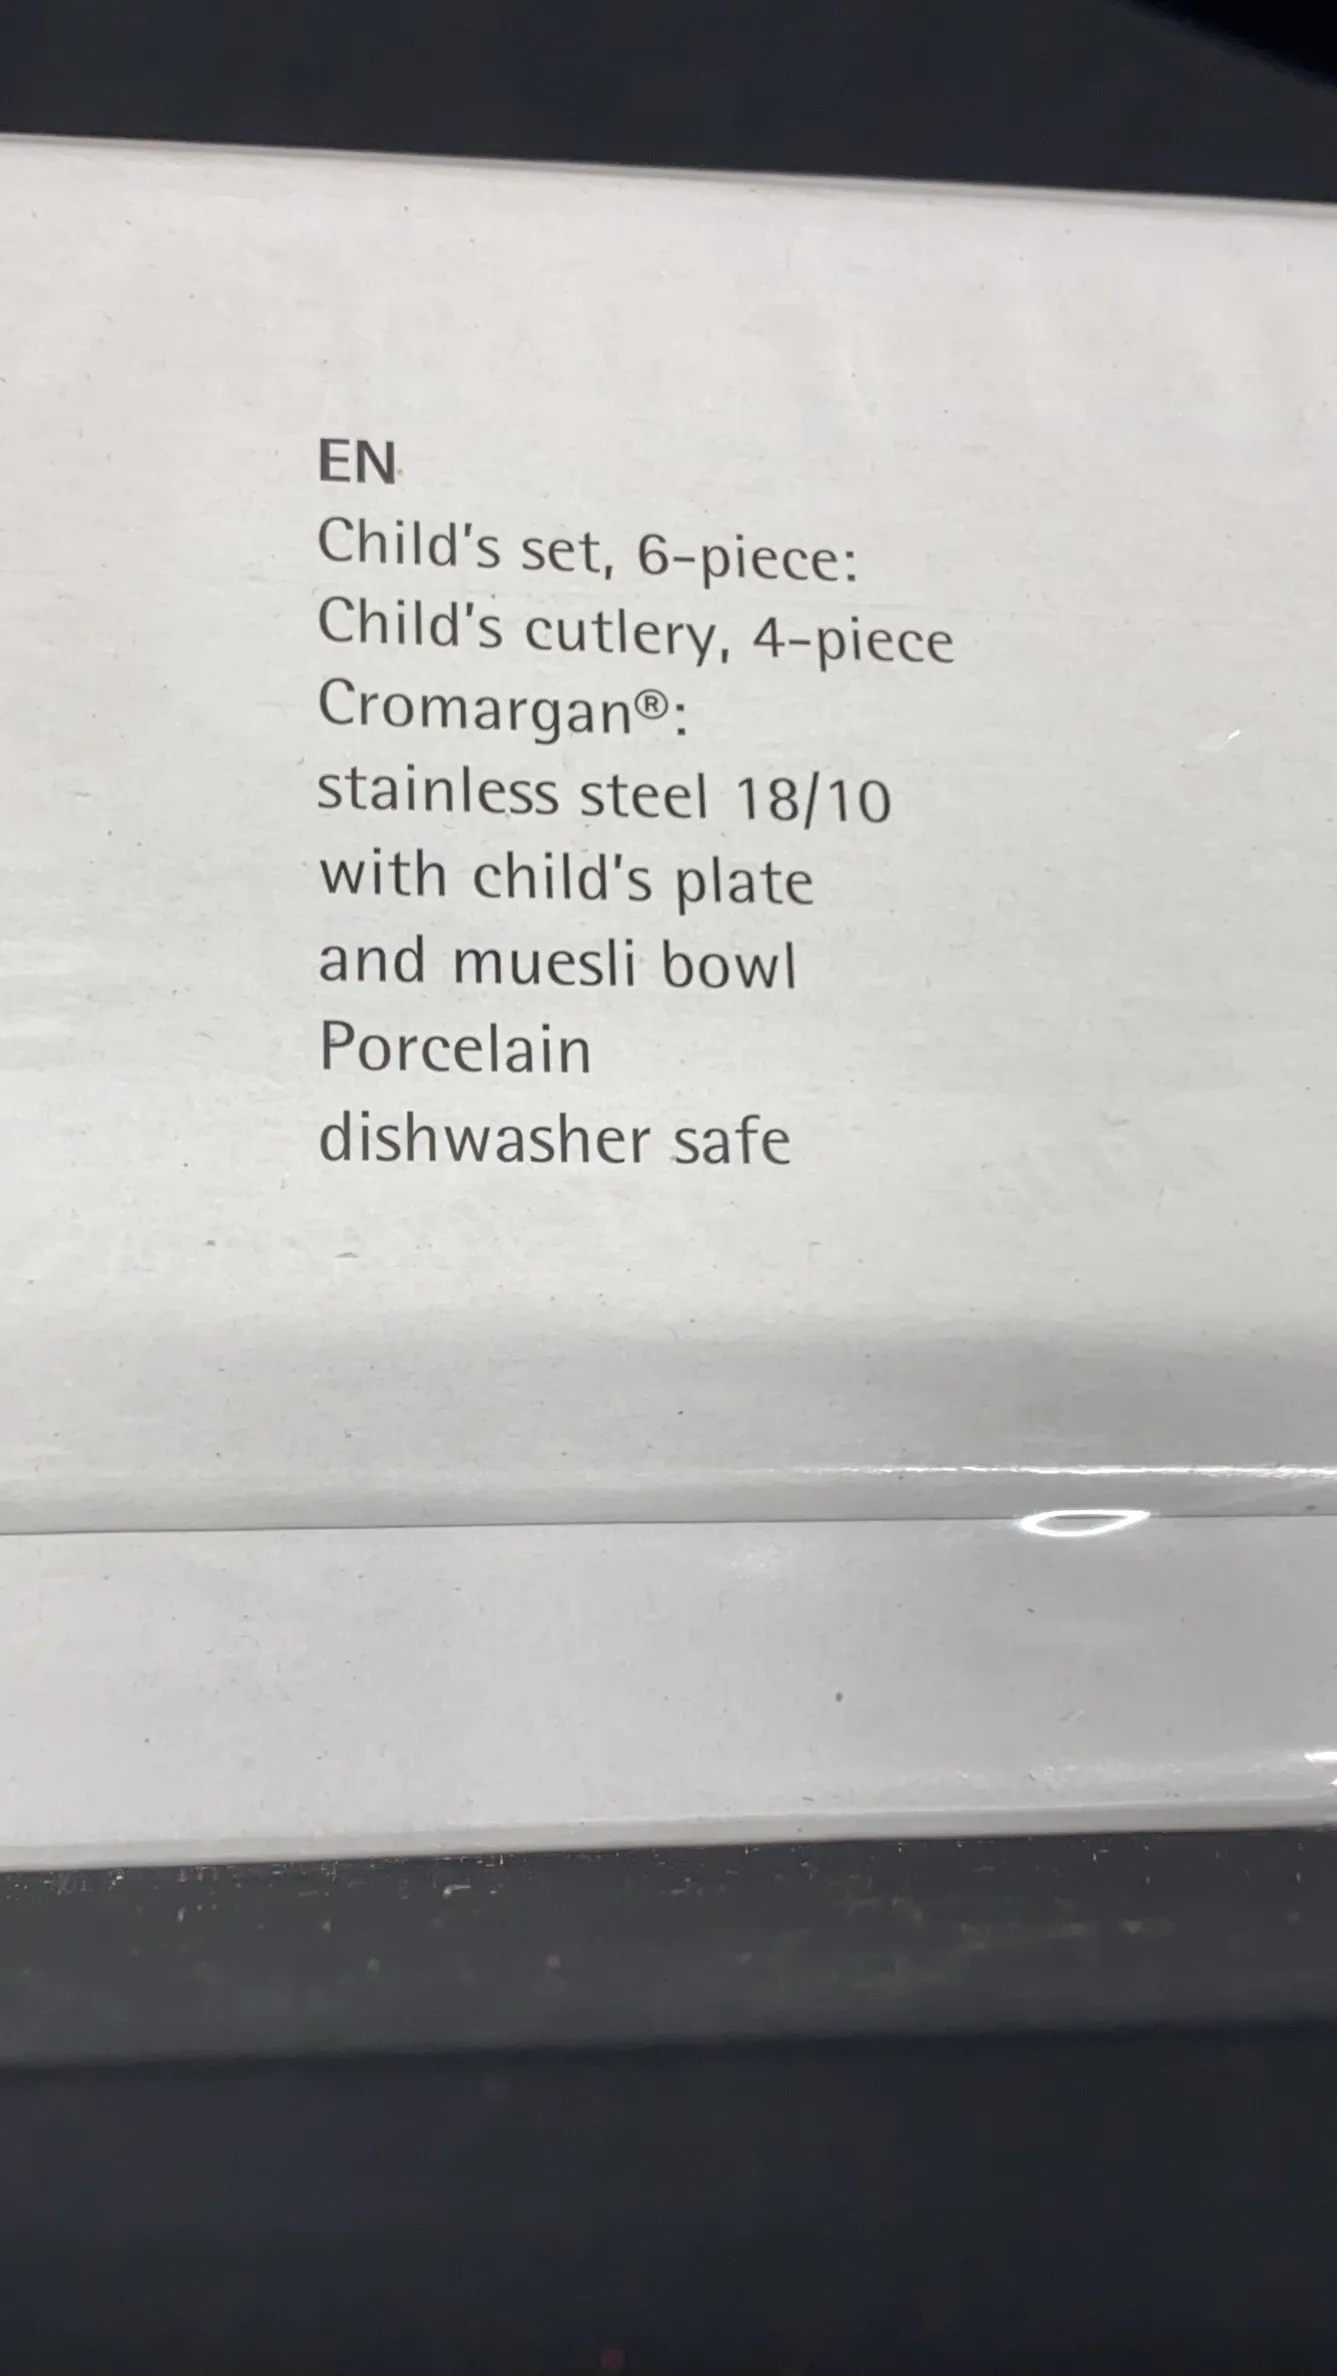 EN
Child's set, 6-piece:
Child's cutlery, 4-piece
Cromargan®:
stainless steel 18/10
with child's plate
and muesli bowl
Porcelain
dishwasher safe